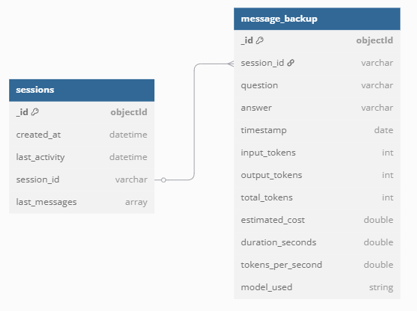 sessions
_id objectId
created_at datetime
last_activity datetime
session_id varchar
last_messages array
message_backup
_id objectId
session_id varchar
question varchar
answer varchar
timestamp date
input_tokens int
output_tokens int
total_tokens int
estimated_cost double
duration_seconds double
tokens_per_second double
model_used string